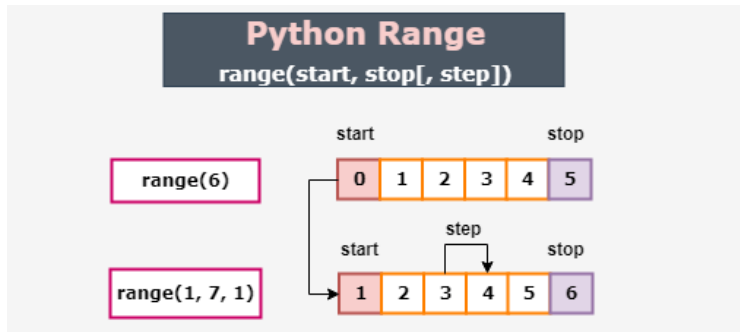 Python Range
range(start, stop[, step])
start stop
range(6) 0 1 2 3 4 5
step
start stop
range(1, 7, 1) 1 2 3 4 5 6